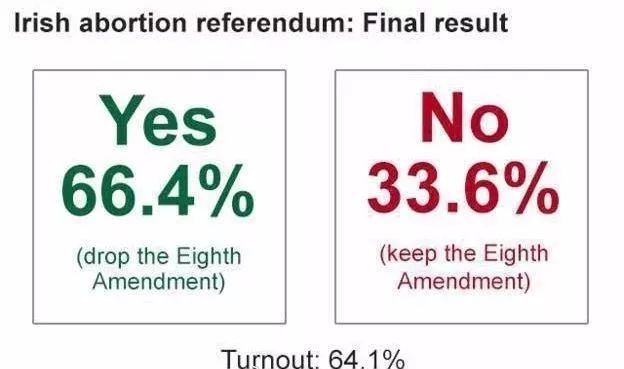 Irish abortion referendum: Final result
Yes
66.4%
(drop the Eighth
Amendment)
No
33.6%
(keep the Eighth
Amendment)
Turnout: 64.1%